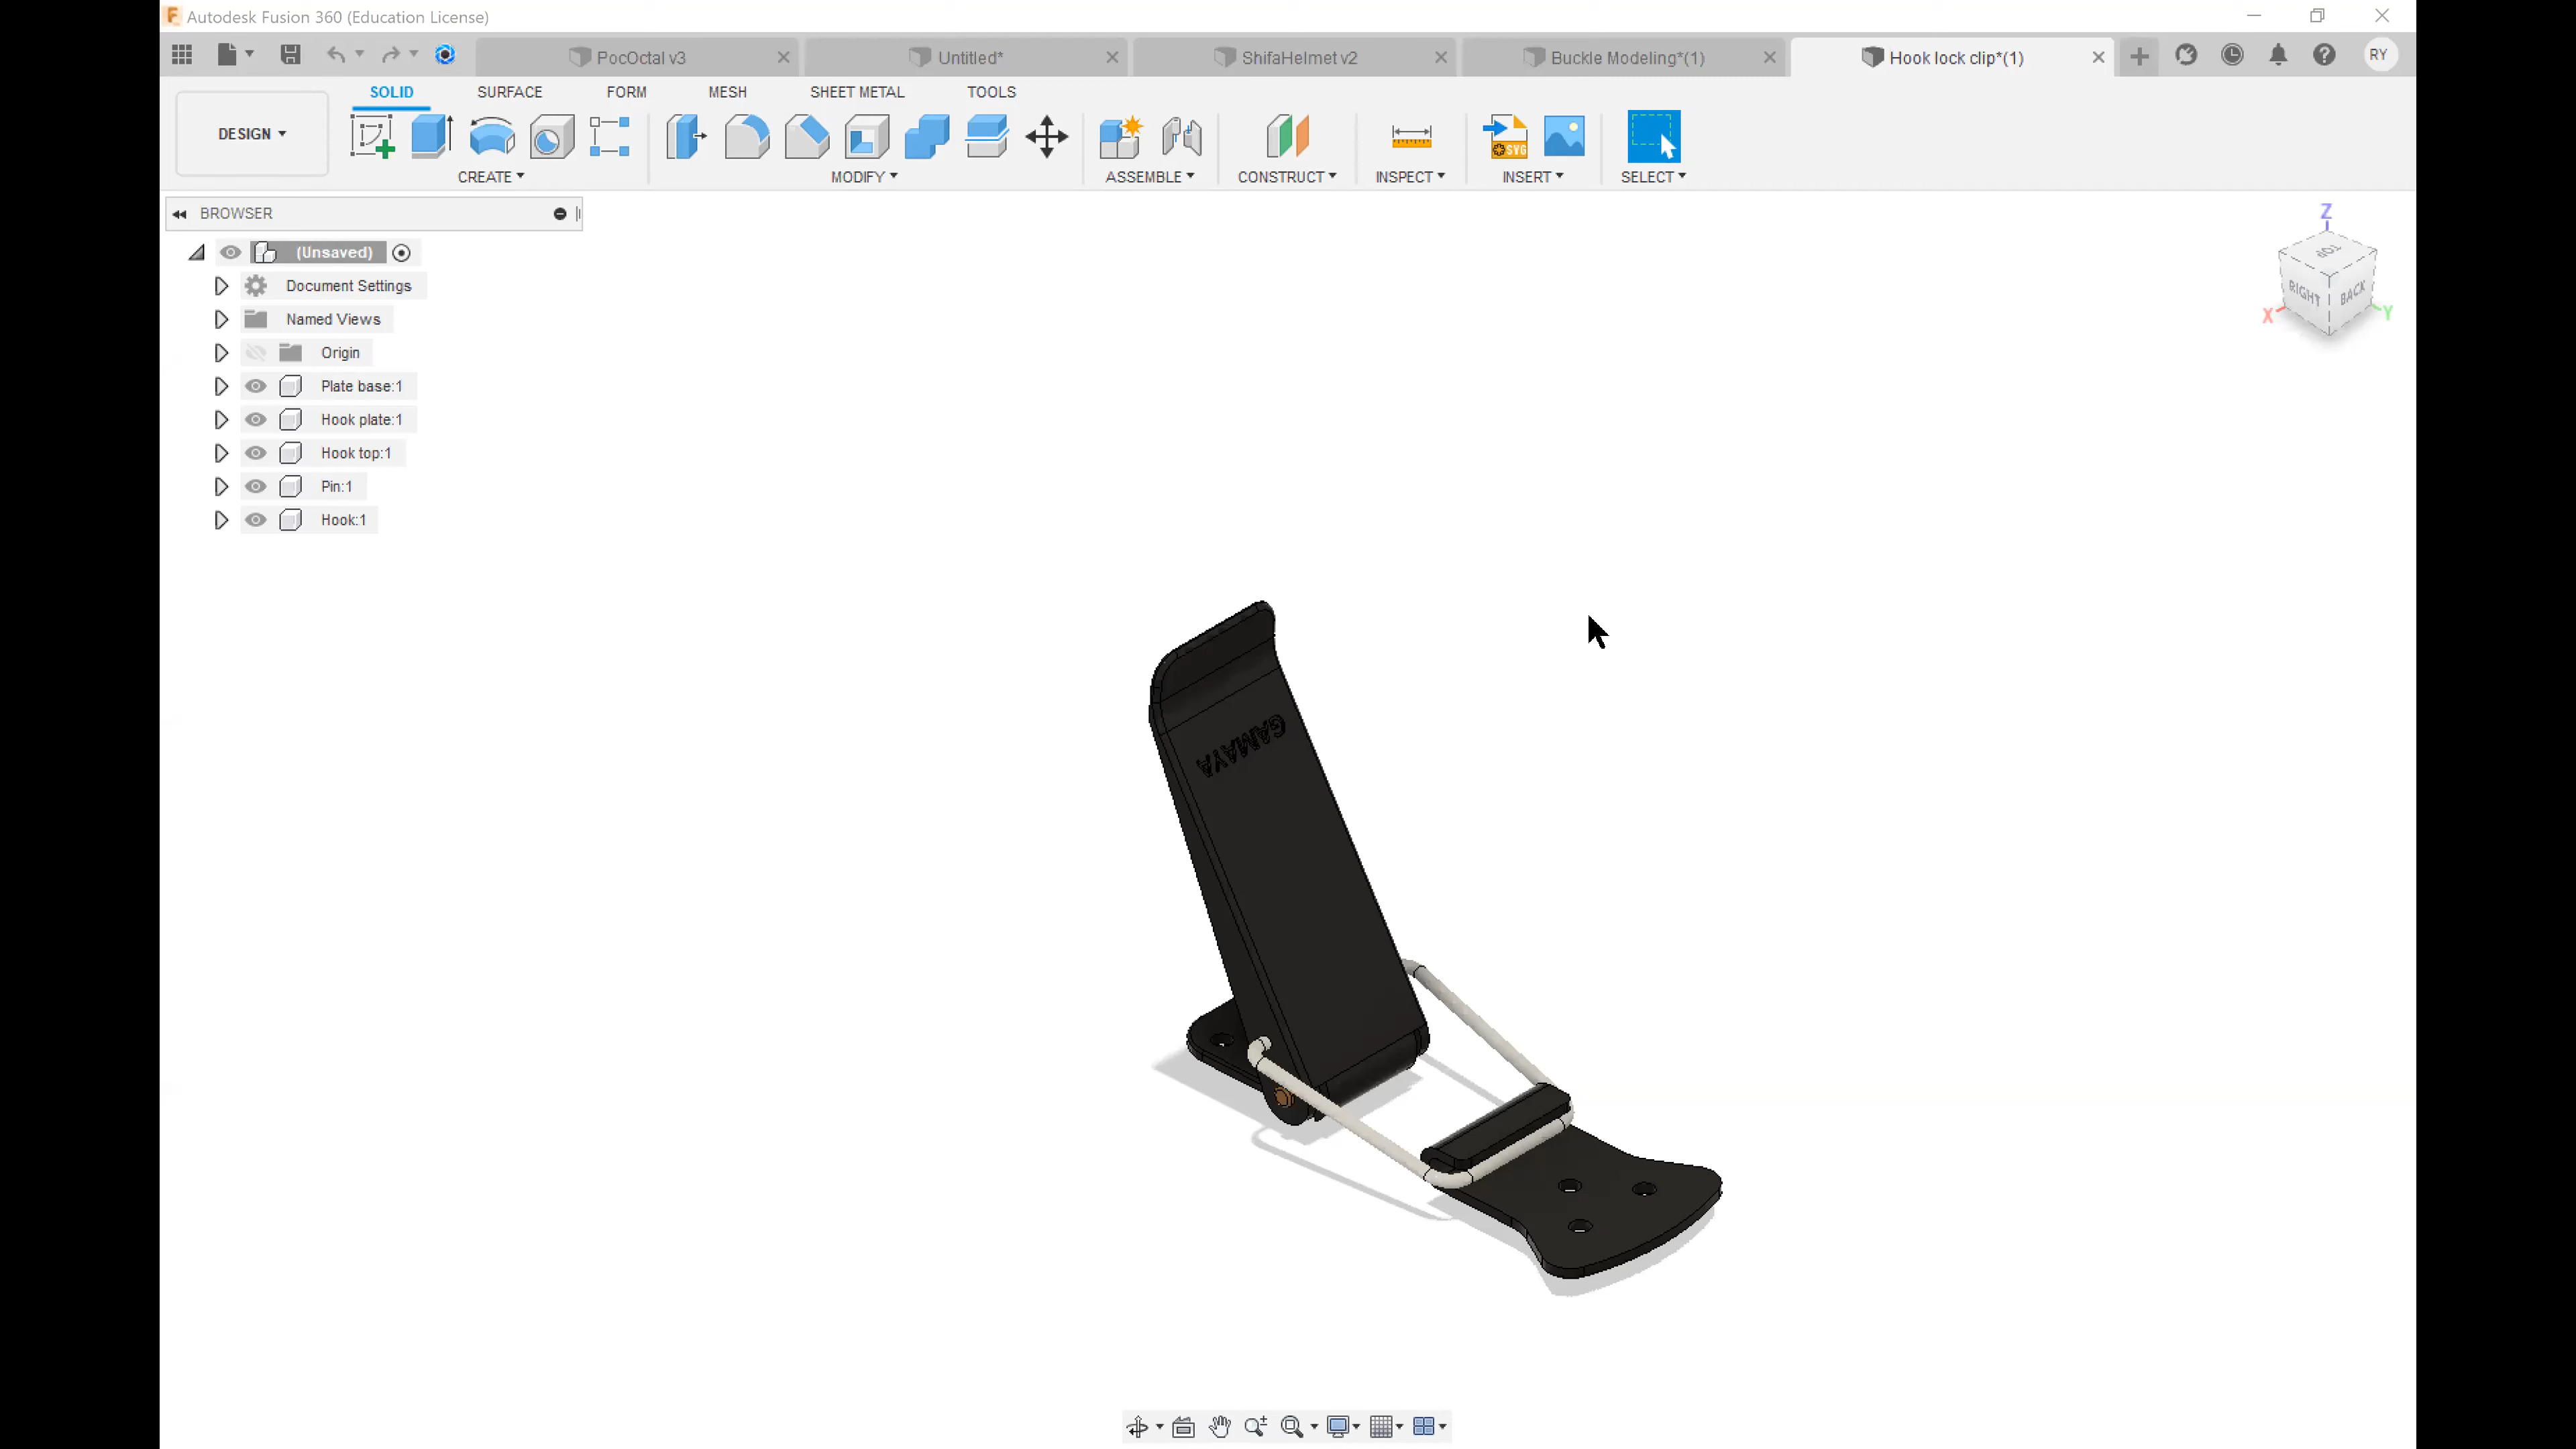 Autodesk Fusion 360 (Education License)
PocOctal v3
Untitled*
ShifaHelmet v2
Buckle Modeling*(1)
Hook lock clip*(1)
RY
SOLID
SURFACE
FORM
MESH
SHEET METAL
TOOLS
DESIGN
SVG
CREATE
MODIFY
ASSEMBLE
CONSTRUCT
INSPECT
INSERT
SELECT
BROWSER
(Unsaved)
Document Settings
Named Views
Origin
Plate base:1
Hook plate:1
Hook top:1
Pin:1
Hook:1
Z
TOP
RIGHT
BACK
X
Y
GAMAYA